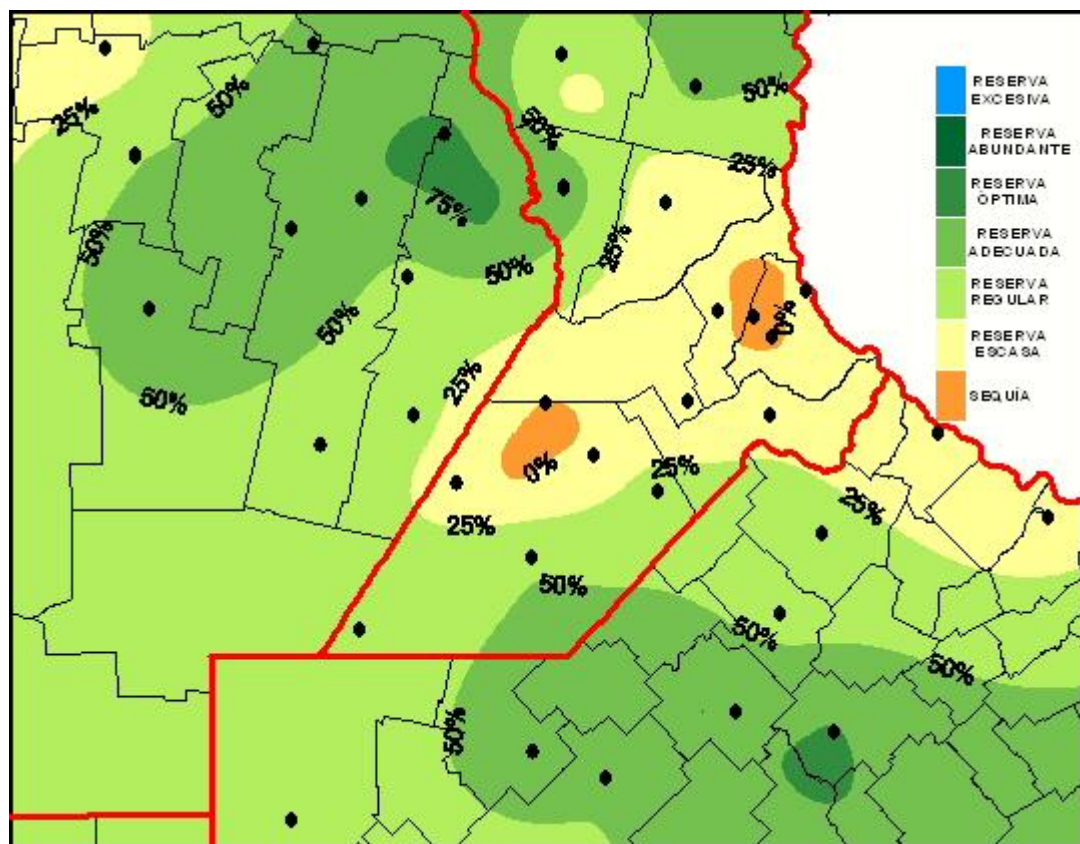 50%
50%
25%
50%
25%
75%
25%
50%
50%
50%
0%
25%
50%
0%
25%
25%
25%
50%
50%
50%
50%
RESERVA
EXCESIVA
RESERVA
ABUNDANTE
RESERVA
ÓPTIMA
RESERVA
ADECUADA
RESERVA
REGULAR
RESERVA
ESCASA
SEQUÍA